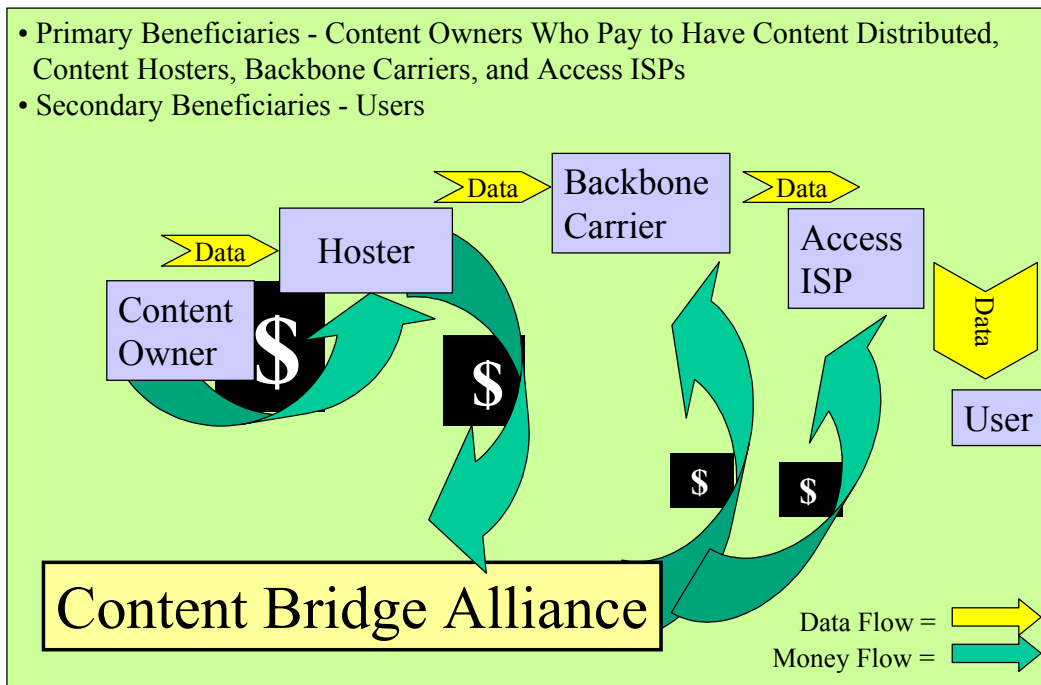 • Primary Beneficiaries - Content Owners Who Pay to Have Content Distributed,
Content Hosters, Backbone Carriers, and Access ISPs
• Secondary Beneficiaries - Users
Data
Backbone
Carrier
Data
Access
ISP
Data
Hoster
Content
Owner
$
$
Data
User
$
$
Content Bridge Alliance
Data Flow =
Money Flow =